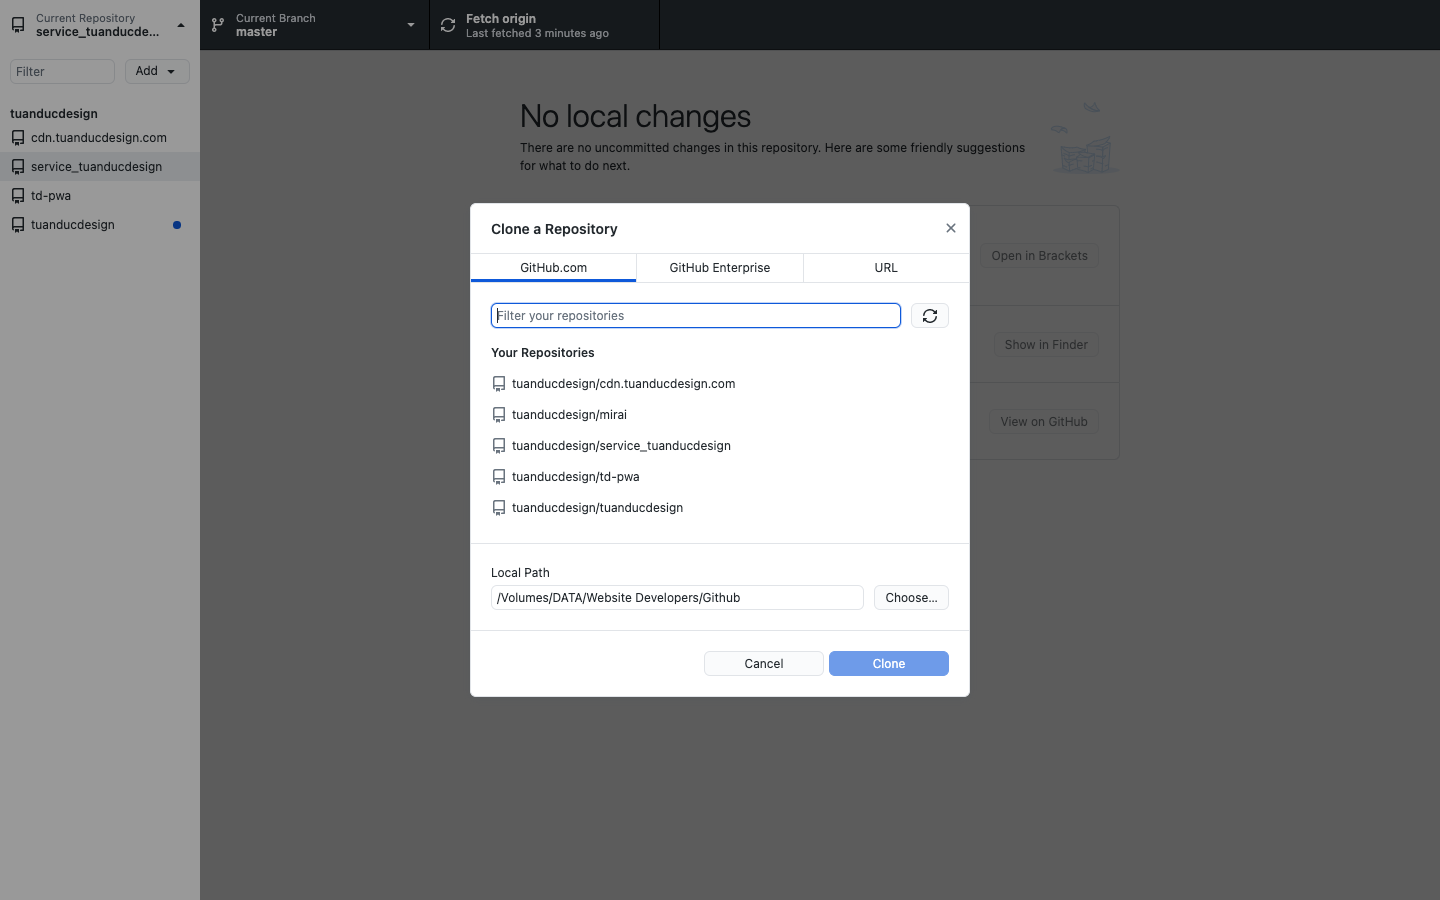 Current Repository
service_tuanducde...
Current Branch
master
Fetch origin
Last fetched 3 minutes ago
Filter
Add
tuanducdesign
cdn.tuanducdesign.com
service_tuanducdesign
td-pwa
tuanducdesign
No local changes
There are no uncommitted changes in this repository. Here are some friendly suggestions
for what to do next.
Open in Brackets
Show in Finder
View on GitHub
Clone a Repository
GitHub.com
GitHub Enterprise
URL
Filter your repositories
Your Repositories
tuanducdesign/cdn.tuanducdesign.com
tuanducdesign/mirai
tuanducdesign/service_tuanducdesign
tuanducdesign/td-pwa
tuanducdesign/tuanducdesign
Local Path
/Volumes/DATA/Website Developers/Github
Choose...
Cancel
Clone